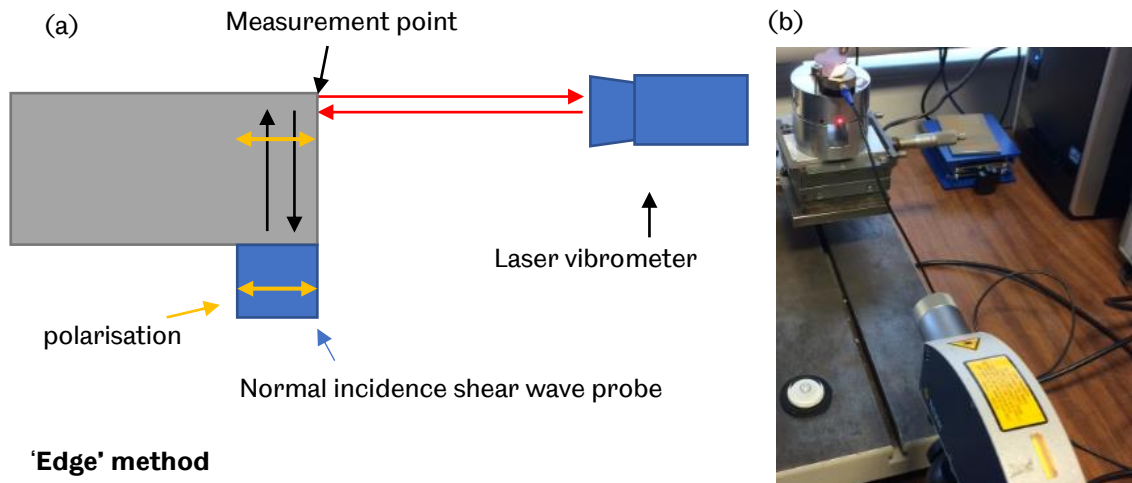 (a)
Measurement point
(b)
Laser vibrometer
polarisation
Normal incidence shear wave probe
'Edge' method